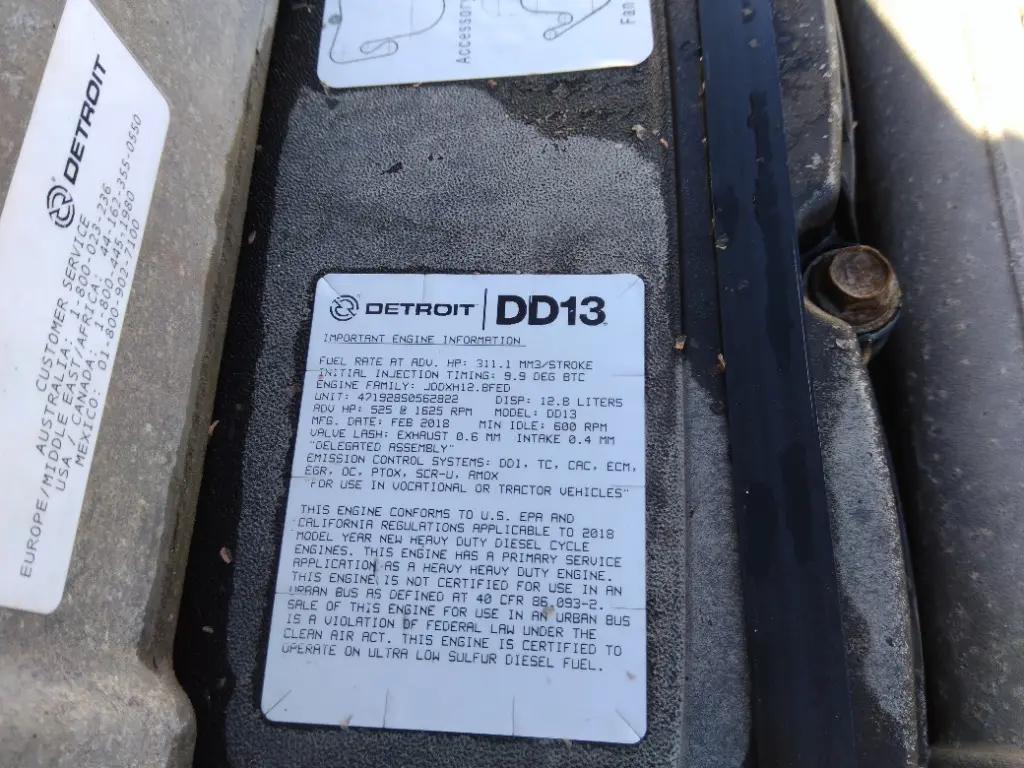 Accessory
Fan
DETROIT
EUROPE/MIDDLE EAST/AFRICA: 44-162-355-0550
AUSTRALIA: 1-800-023-236
CUSTOMER SERVICE
USA/CANADA: 1-800-445-1980
MEXICO: 01-800-902-7100
DETROIT | DD13
IMPORTANT ENGINE INFORMATION
FUEL RATE AT ADV. HP: 311.1 MM3/STROKE
INITIAL INJECTION TIMING: 9.9 DEG BTC
ENGINE FAMILY: JDDXH12.8FED
UNIT: 471928S0562822 DISP: 12.8 LITERS
ADV HP: 525 @ 1625 RPM MODEL: DD13
MFG. DATE: FEB 2018 MIN IDLE: 600 RPM
VALVE LASH: EXHAUST 0.6 MM INTAKE 0.4 MM
"DELEGATED ASSEMBLY"
EMISSION CONTROL SYSTEMS: DDI, TC, CAC, ECM,
EGR, OC, PTOX, SCR-U, AMOX
"FOR USE IN VOCATIONAL OR TRACTOR VEHICLES"
THIS ENGINE CONFORMS TO U.S. EPA AND
CALIFORNIA REGULATIONS APPLICABLE TO 2018
MODEL YEAR NEW HEAVY DUTY DIESEL CYCLE
ENGINES. THIS ENGINE HAS A PRIMARY SERVICE
APPLICATION AS A HEAVY HEAVY DUTY ENGINE.
THIS ENGINE IS NOT CERTIFIED FOR USE IN AN
URBAN BUS AS DEFINED AT 40 CFR 86.093-2.
SALE OF THIS ENGINE FOR USE IN AN URBAN BUS
IS A VIOLATION OF FEDERAL LAW UNDER THE
CLEAN AIR ACT. THIS ENGINE IS CERTIFIED TO
OPERATE ON ULTRA LOW SULFUR DIESEL FUEL.